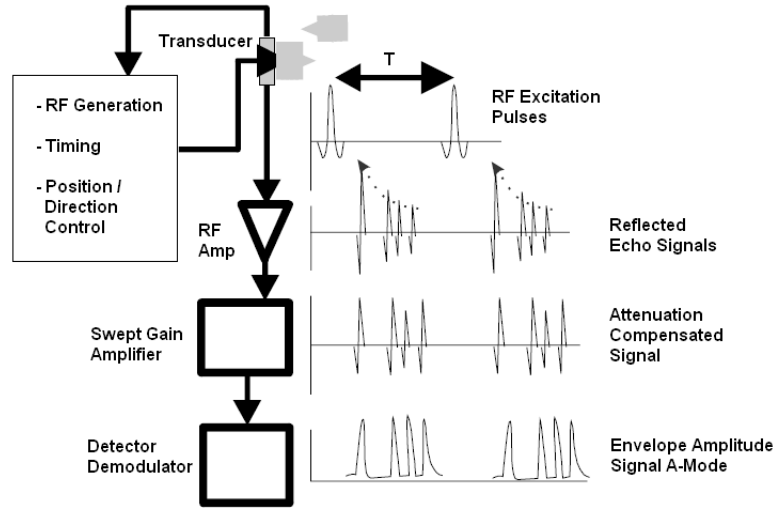 Transducer
T
- RF Generation
- Timing
- Position /
Direction
Control
RF Excitation
Pulses
RF
Amp
Reflected
Echo Signals
Swept Gain
Amplifier
Attenuation
Compensated
Signal
Detector
Demodulator
Envelope Amplitude
Signal A-Mode